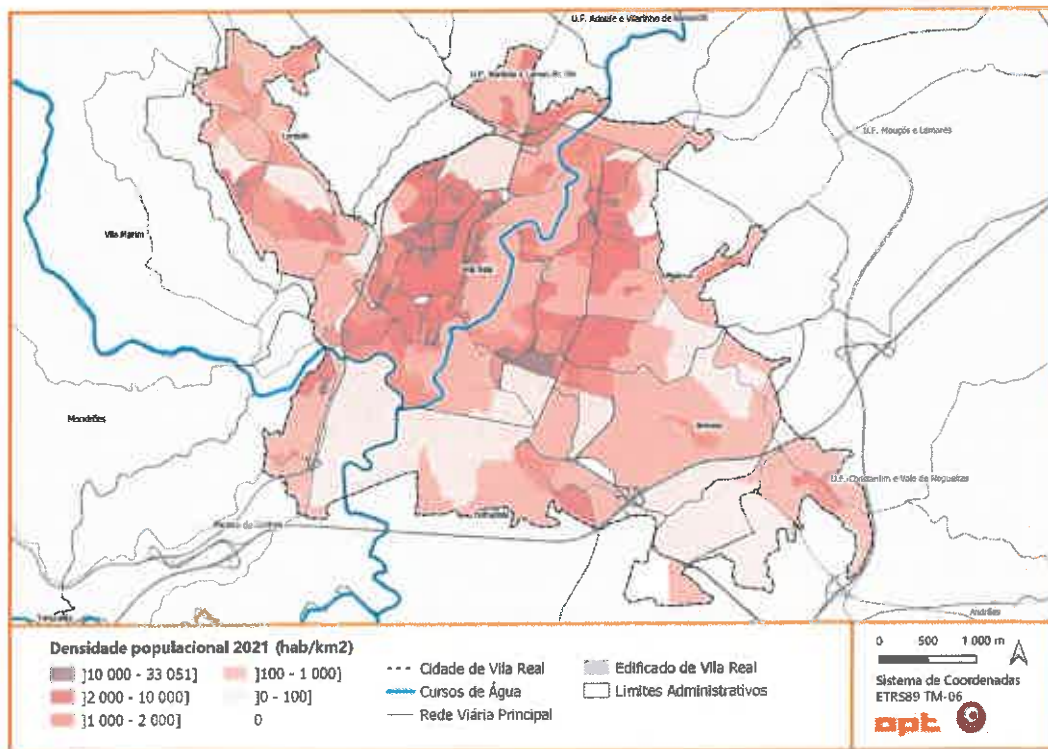 U.F. Adoufe e Vilarinho de
U.F. Mouçós e Lamares
Vila Marim
Vila Real
Mondrões
U.F. Constantim e Vale de Nogueiras
Andrães
Densidade populacional 2021 (hab/km2)
]10 000 - 33 051]
]2 000 - 10 000]
]1 000 - 2 000]
]100 - 1 000]
]0 - 100]
0
Cidade de Vila Real
Cursos de Água
Rede Viária Principal
Edificado de Vila Real
Limites Administrativos
0 500 1 000 m
Sistema de Coordenadas
ETRS89 TM-06
opt